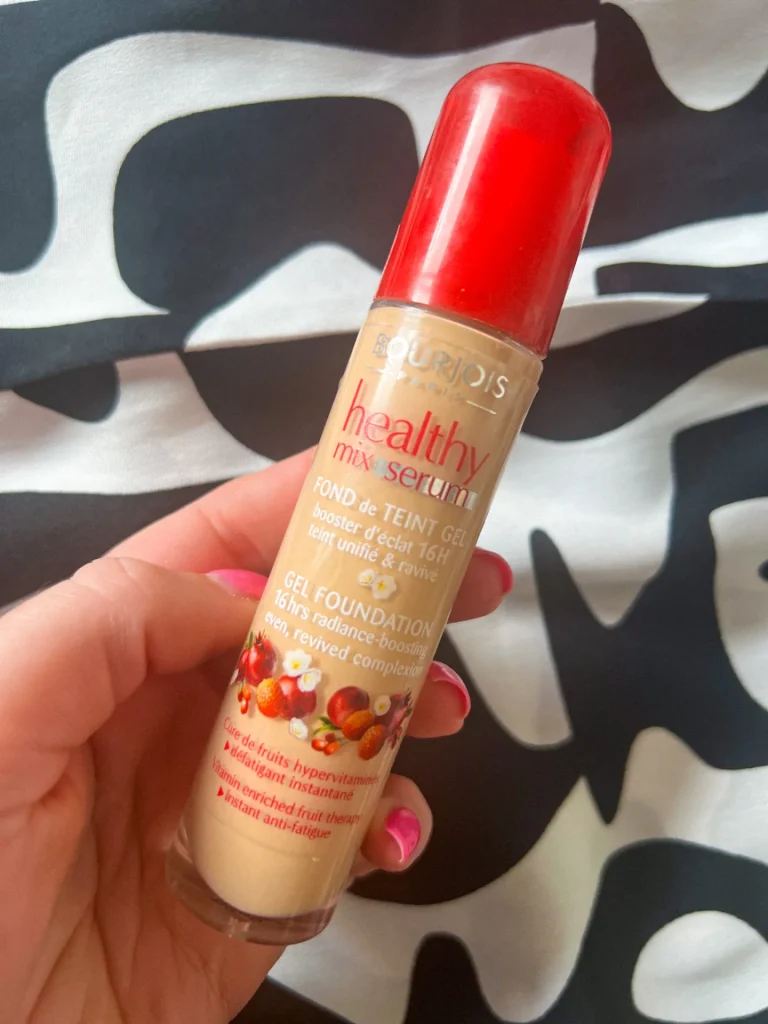 BOURJOIS
PARIS
healthy
mix serum
FOND de TEINT GEL
booster d'éclat 16H
teint unifié & ravivé
GEL FOUNDATION
16hrs radiance-boosting
even, revived complexion
Cure de fruits hypervitaminée
défatigant instantané
Vitamin enriched fruit therapy
instant anti-fatigue